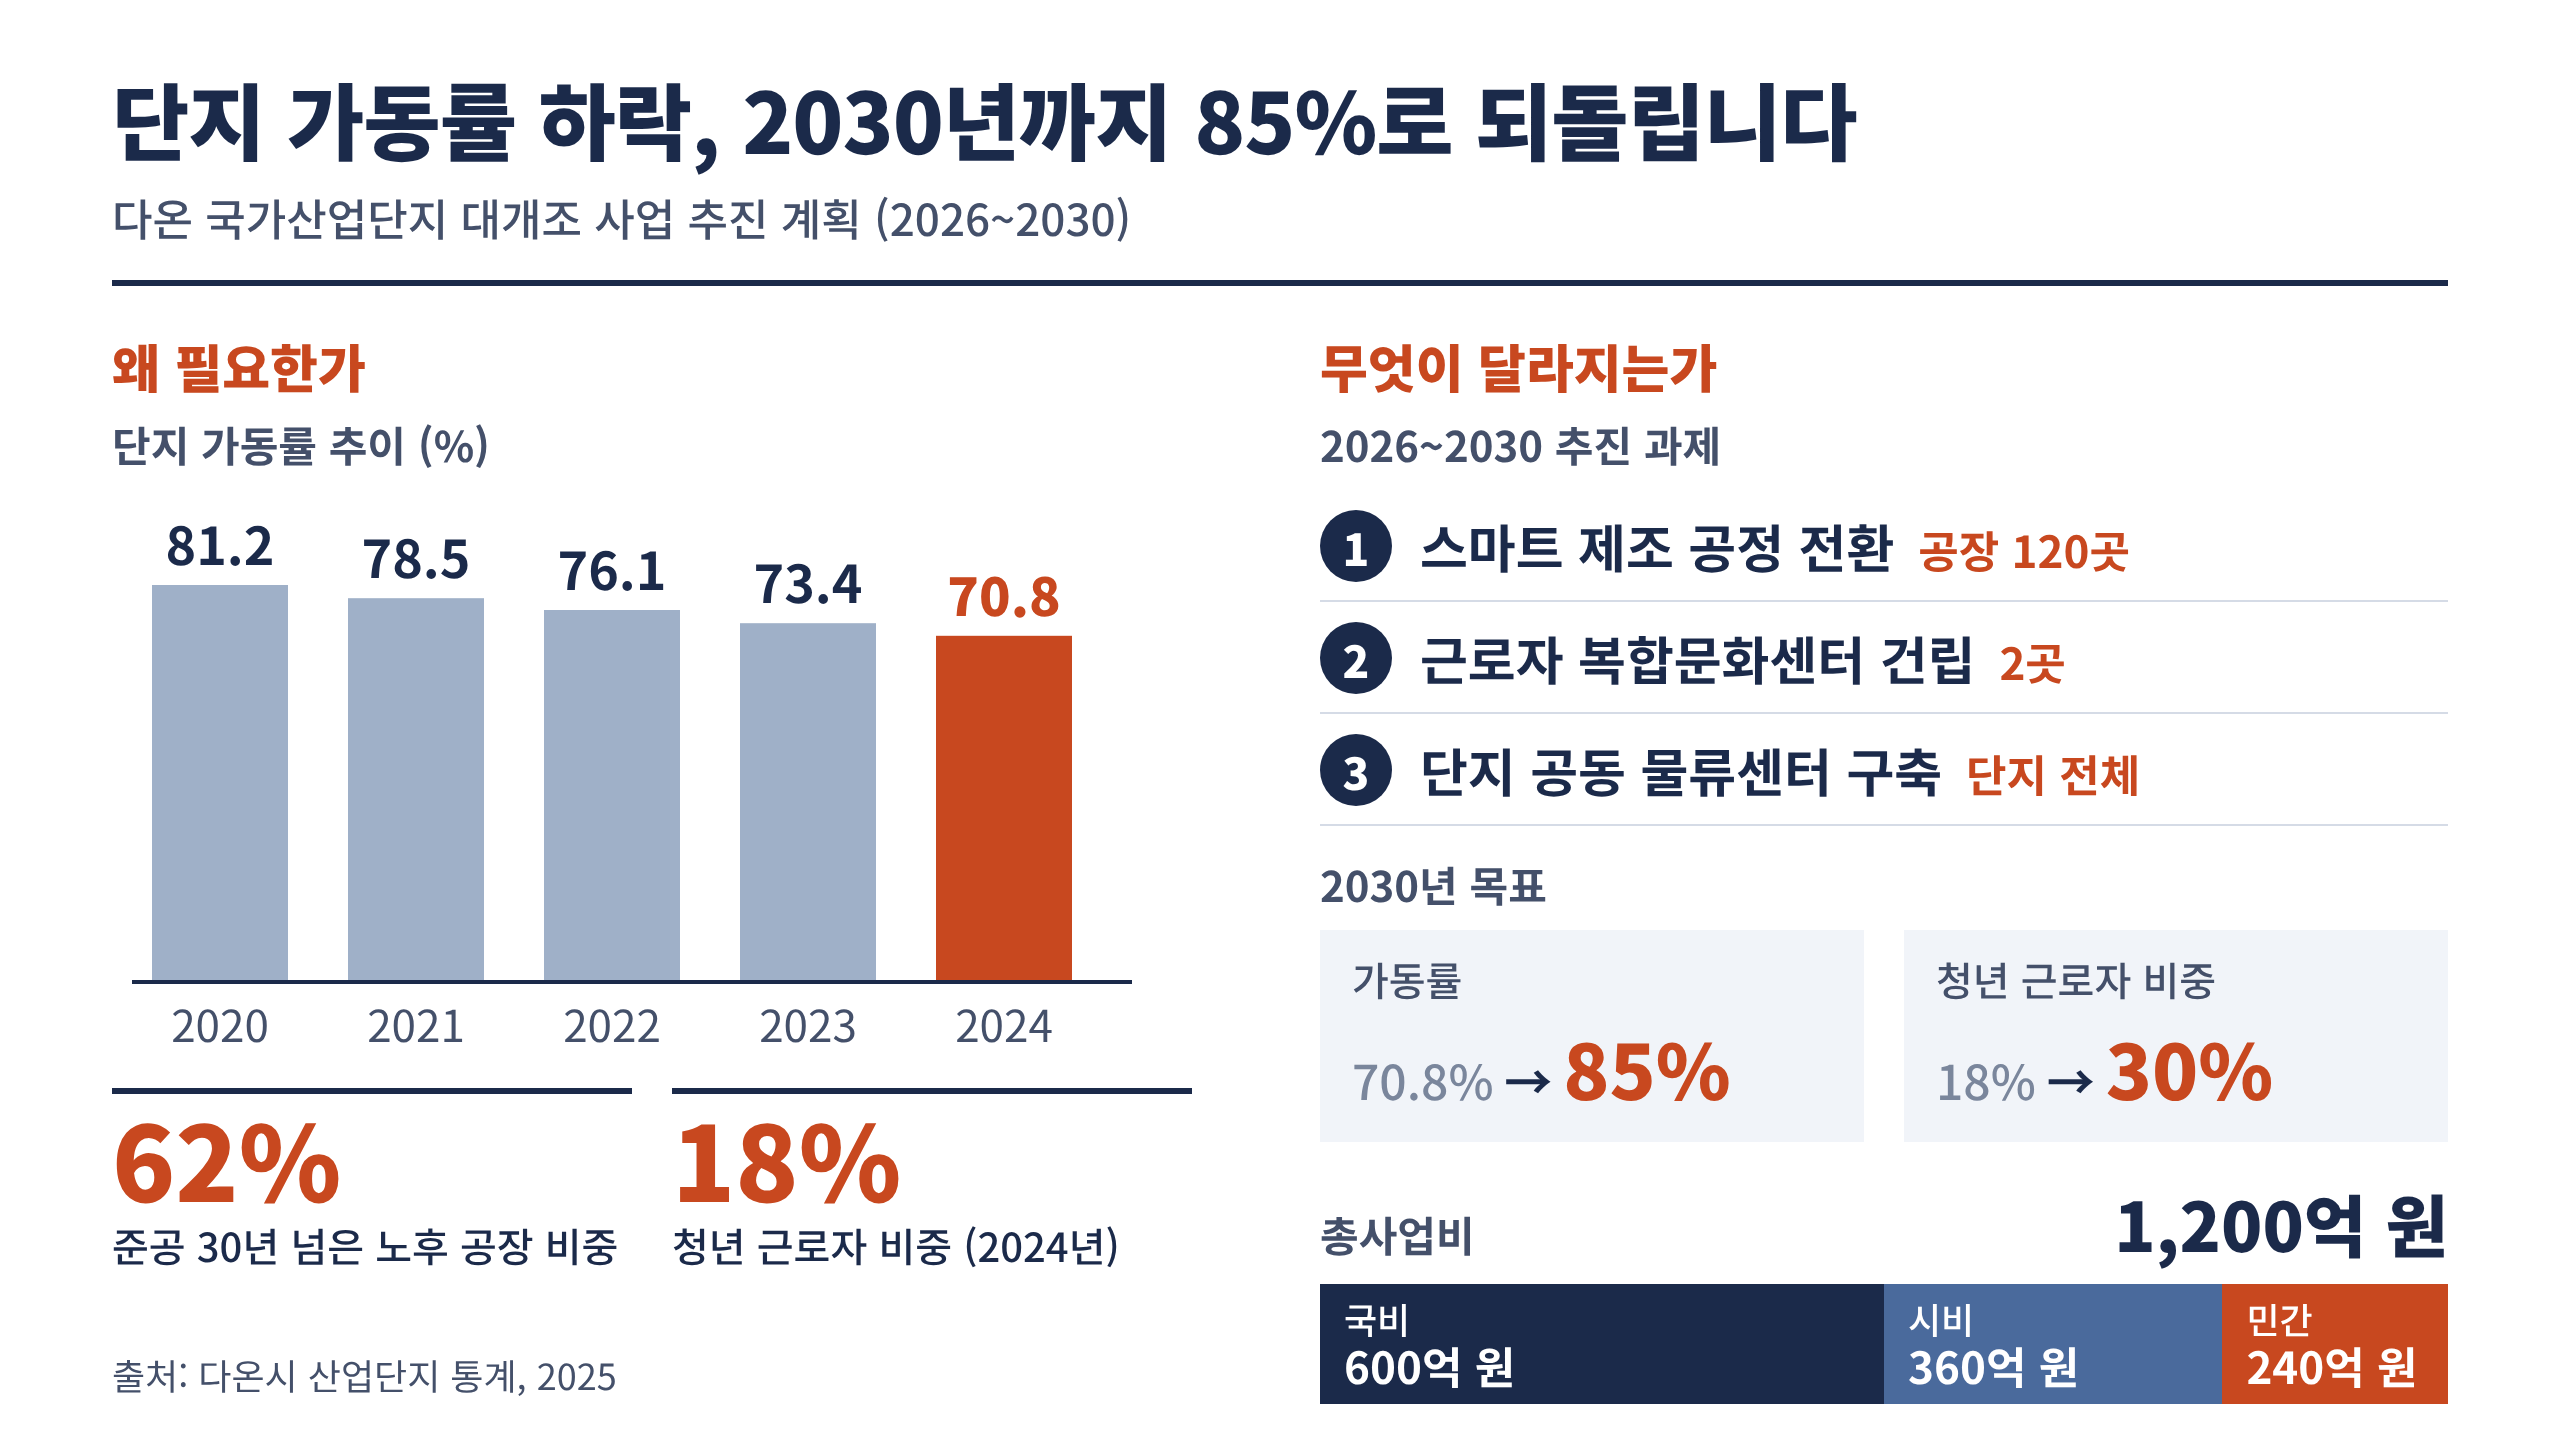 단지 가동률 하락, 2030년까지 85%로 되돌립니다
다온 국가산업단지 대개조 사업 추진 계획 (2026~2030)
왜 필요한가
단지 가동률 추이 (%)
81.2
78.5
76.1
73.4
70.8
2020
2021
2022
2023
2024
62%
준공 30년 넘은 노후 공장 비중
18%
청년 근로자 비중 (2024년)
출처: 다온시 산업단지 통계, 2025
무엇이 달라지는가
2026~2030 추진 과제
1 스마트 제조 공정 전환 공장 120곳
2 근로자 복합문화센터 건립 2곳
3 단지 공동 물류센터 구축 단지 전체
2030년 목표
가동률
70.8% → 85%
청년 근로자 비중
18% → 30%
총사업비 1,200억 원
국비
600억 원
시비
360억 원
민간
240억 원